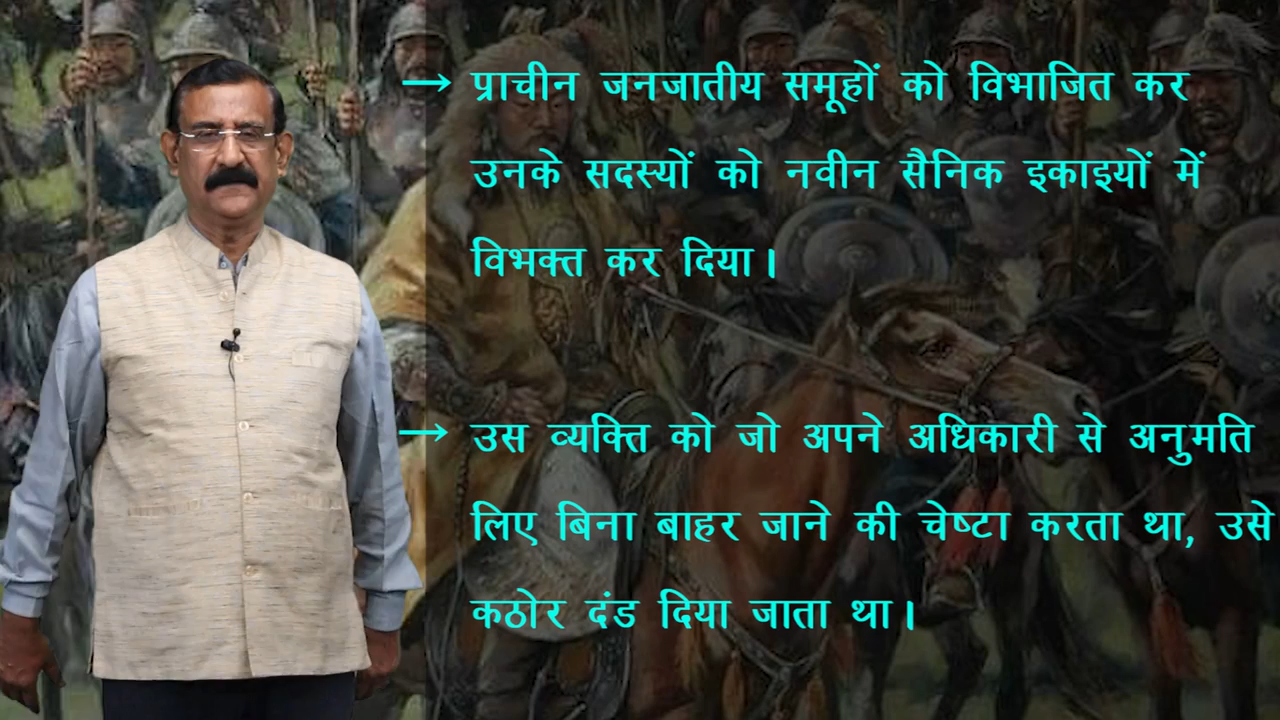 → प्राचीन जनजातीय समूहों को विभाजित कर
उनके सदस्यों को नवीन सैनिक इकाइयों में
विभक्त कर दिया।
→ उस व्यक्ति को जो अपने अधिकारी से अनुमति
लिए बिना बाहर जाने की चेष्टा करता था, उसे
कठोर दंड दिया जाता था।